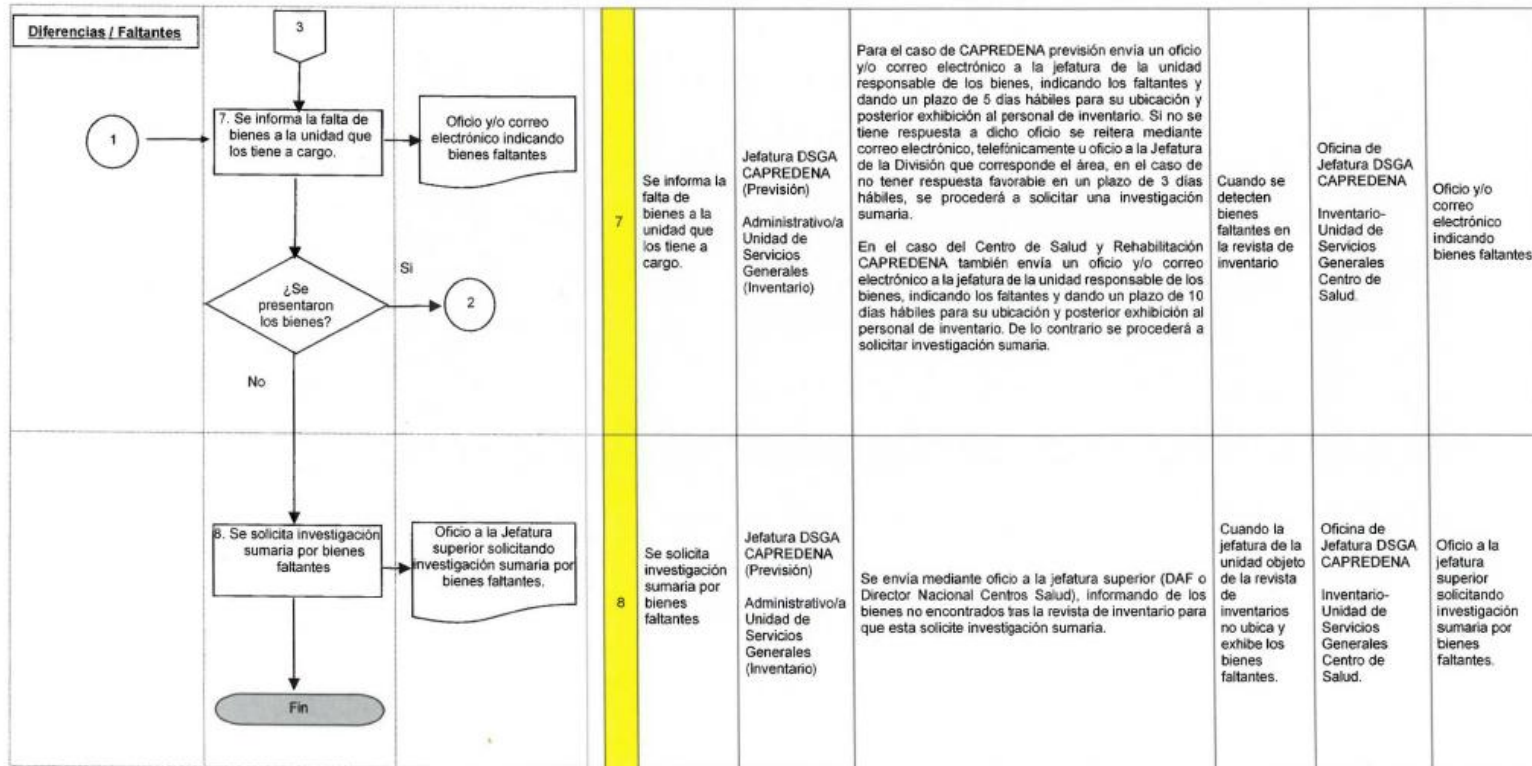 Diferencias / Faltantes
3
1
7. Se informa la falta de
bienes a la unidad que
los tiene a cargo.
Oficio y/o correo
electrónico indicando
bienes faltantes
¿Se
presentaron
los bienes?
Si
2
No
7
Se informa la
falta de
bienes a la
unidad que
los tiene a
cargo.
Jefatura DSGA
CAPREDENA
(Previsión)
Administrativo/a
Unidad de
Servicios
Generales
(Inventario)
Para el caso de CAPREDENA previsión envía un oficio
y/o correo electrónico a la jefatura de la unidad
responsable de los bienes, indicando los faltantes y
dando un plazo de 5 días hábiles para su ubicación y
posterior exhibición al personal de inventario. Si no se
tiene respuesta a dicho oficio se reitera mediante
correo electrónico, telefónicamente u oficio a la Jefatura
de la División que corresponde el área, en el caso de
no tener respuesta favorable en un plazo de 3 días
hábiles, se procederá a solicitar una investigación
sumaria.
En el caso del Centro de Salud y Rehabilitación
CAPREDENA también envía un oficio y/o correo
electrónico a la jefatura de la unidad responsable de los
bienes, indicando los faltantes y dando un plazo de 10
días hábiles para su ubicación y posterior exhibición al
personal de inventario. De lo contrario se procederá a
solicitar investigación sumaria.
Cuando se
detecten
bienes
faltantes en
la revista de
inventario
Oficina de
Jefatura DSGA
CAPREDENA
Inventario-
Unidad de
Servicios
Generales
Centro de
Salud.
Oficio y/o
correo
electrónico
indicando
bienes faltantes
8. Se solicita investigación
sumaria por bienes
faltantes
Oficio a la Jefatura
superior solicitando
investigación sumaria por
bienes faltantes.
Fin
8
Se solicita
investigación
sumaria por
bienes
faltantes
Jefatura DSGA
CAPREDENA
(Previsión)
Administrativo/a
Unidad de
Servicios
Generales
(Inventario)
Se envía mediante oficio a la jefatura superior (DAF o
Director Nacional Centros Salud), informando de los
bienes no encontrados tras la revista de inventario para
que esta solicite investigación sumaria.
Cuando la
jefatura de la
unidad objeto
de la revista
de
inventarios
no ubica y
exhibe los
bienes
faltantes.
Oficina de
Jefatura DSGA
CAPREDENA
Inventario-
Unidad de
Servicios
Generales
Centro de
Salud.
Oficio a la
jefatura
superior
solicitando
investigación
sumaria por
bienes
faltantes.